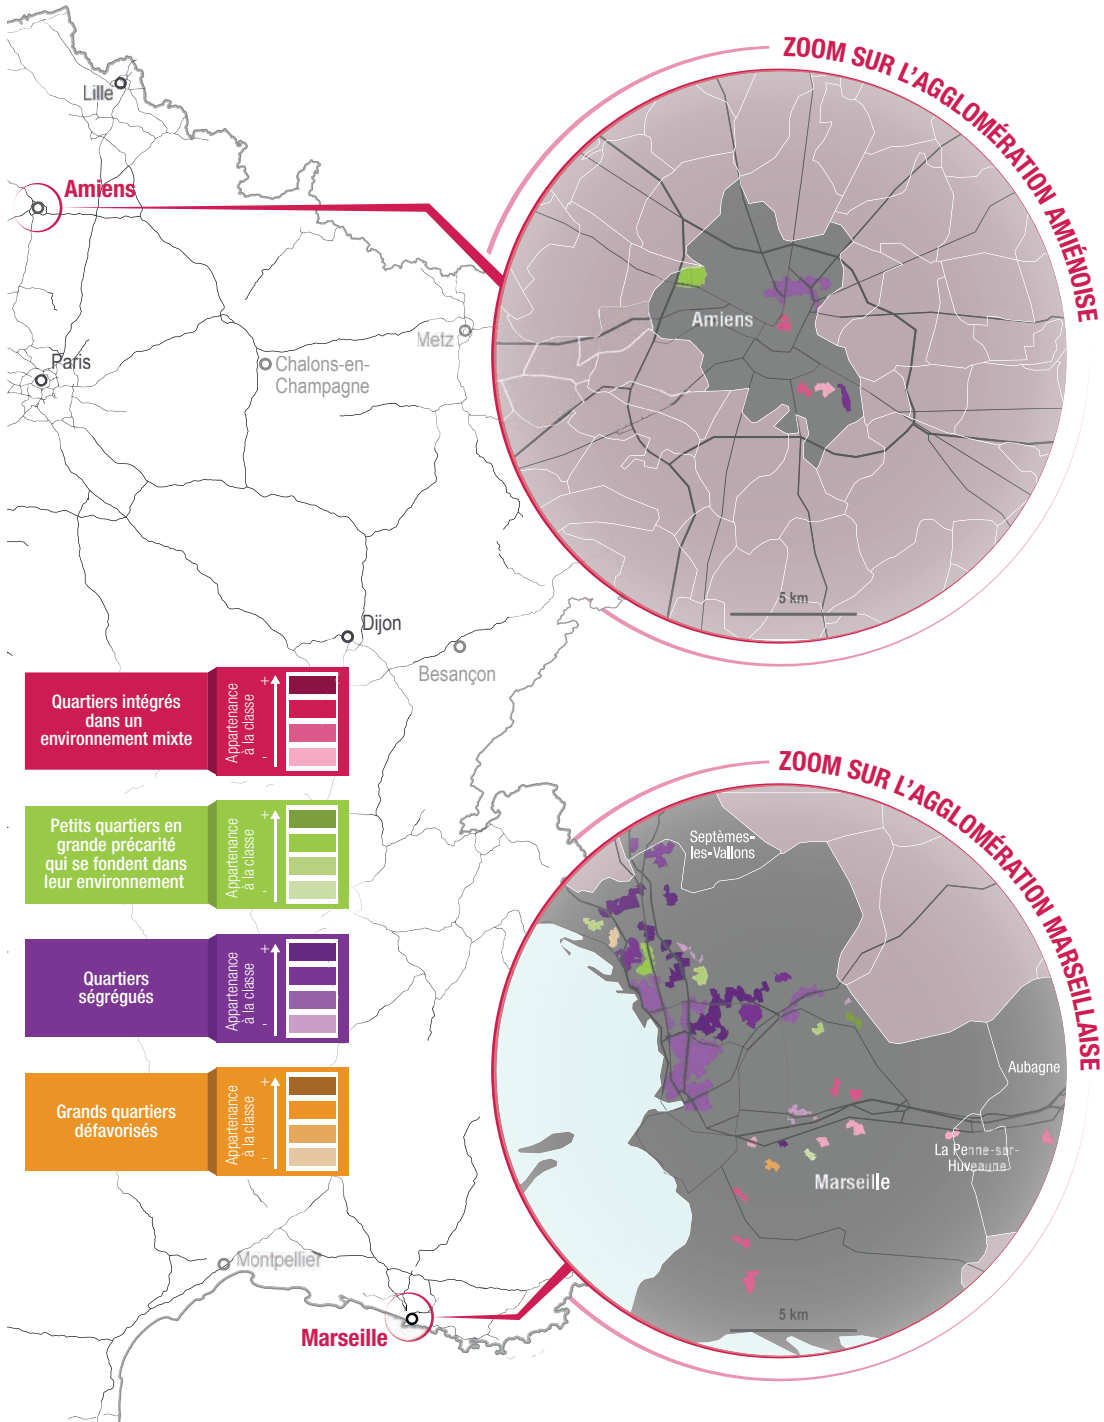 ZOOM SUR L'AGGLOMÉRATION AMIÉNOISE
Lille
Amiens
Amiens
Metz
Paris
Chalons-en-
Champagne
5 km
Dijon
Besançon
Quartiers intégrés
dans un
environnement mixte
Appartenance
à la classe
+
-
ZOOM SUR L'AGGLOMÉRATION MARSEILLAISE
Petits quartiers en
grande précarité
qui se fondent dans
leur environnement
Appartenance
à la classe
+
-
Septèmes-
les-Vallons
Quartiers
ségrégués
Appartenance
à la classe
+
-
Aubagne
Grands quartiers
défavorisés
Appartenance
à la classe
+
-
La Penne-sur-
Huveaune
Marseille
Montpellier
5 km
Marseille